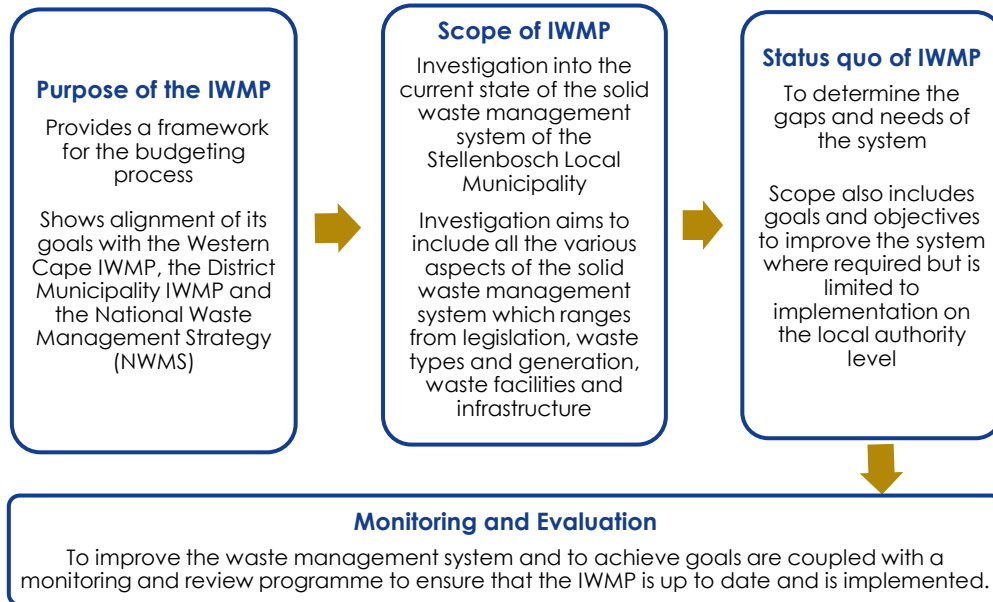 Purpose of the IWMP
Provides a framework
for the budgeting
process
Shows alignment of its
goals with the Western
Cape IWMP, the District
Municipality IWMP and
the National Waste
Management Strategy
(NWMS)
Scope of IWMP
Investigation into the
current state of the solid
waste management
system of the
Stellenbosch Local
Municipality
Investigation aims to
include all the various
aspects of the solid
waste management
system which ranges
from legislation, waste
types and generation,
waste facilities and
infrastructure
Status quo of IWMP
To determine the
gaps and needs of
the system
Scope also includes
goals and objectives
to improve the system
where required but is
limited to
implementation on
the local authority
level
Monitoring and Evaluation
To improve the waste management system and to achieve goals are coupled with a
monitoring and review programme to ensure that the IWMP is up to date and is implemented.